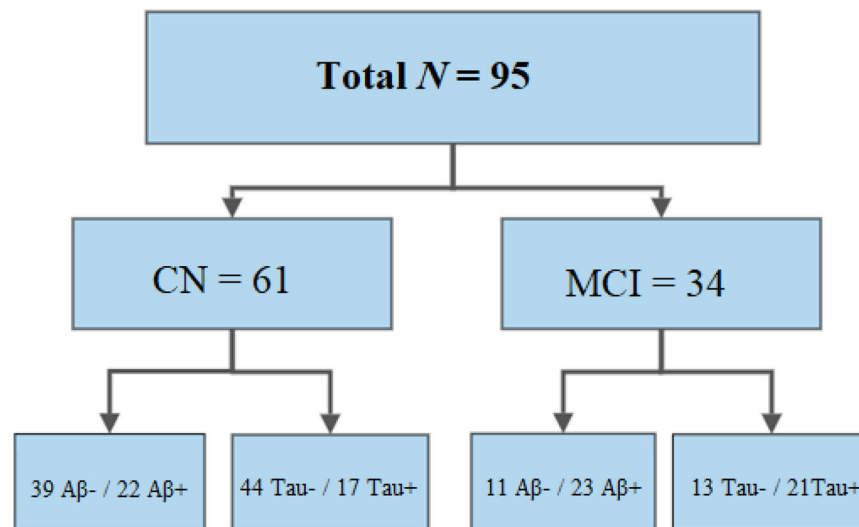 Total N = 95
CN = 61
MCI = 34
39 Aβ- / 22 Aβ+
44 Tau- / 17 Tau+
11 Aβ- / 23 Aβ+
13 Tau- / 21Tau+